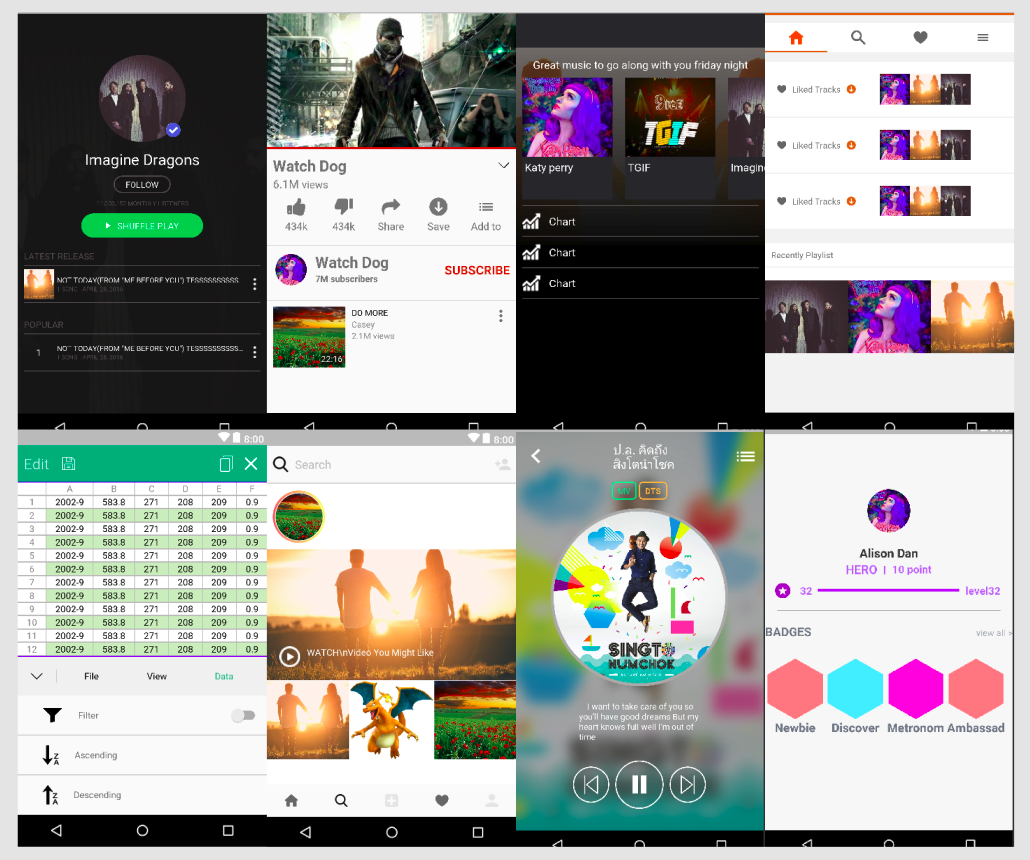 Imagine Dragons
FOLLOW
MONTHLY LISTENERS
SHUFFLE PLAY
LATEST RELEASE
NOT TODAY(FROM "ME BEFORE YOU") TESSSSSSSSSS
1 SONG APRIL 28, 2016
POPULAR
1
NOT TODAY(FROM "ME BEFORE YOU") TESSSSSSSSS...
1 SONG APRIL 28, 2016
Watch Dog
6.1M views
434k
434k
Share
Save
Add to
Watch Dog
7M subscribers
SUBSCRIBE
DO MORE
Casey
2.1M views
22:16
Great music to go along with you friday night
TGIF
Katy perry
TGIF
Imagin
Chart
Chart
Chart
Liked Tracks
Liked Tracks
Liked Tracks
Recently Playlist
8:00
Edit
A B C D E F
1 2002-9 583.8 271 208 209 0.9
2 2002-9 583.8 271 208 209 0.9
3 2002-9 583.8 271 208 209 0.9
4 2002-9 583.8 271 208 209 0.9
5 2002-9 583.8 271 208 209 0.9
6 2002-9 583.8 271 208 209 0.9
7 2002-9 583.8 271 208 209 0.9
8 2002-9 583.8 271 208 209 0.9
9 2002-9 583.8 271 208 209 0.9
10 2002-9 583.8 271 208 209 0.9
11 2002-9 583.8 271 208 209 0.9
12 2002-9 583.8 271 208 209 0.9
File
View
Data
Filter
Ascending
Descending
8:00
Search
WATCH\nVideo You Might Like
ป.ล. คิดถึง
สิงโตนำโชค
MV
DTS
SINGTO
NUMCHOK
I want to take care of you so
you'll have good dreams But my
heart knows full well I'm out of
time
Alison Dan
HERO | 10 point
32
level32
BADGES
view all >
Newbie
Discover
Metronom
Ambassad